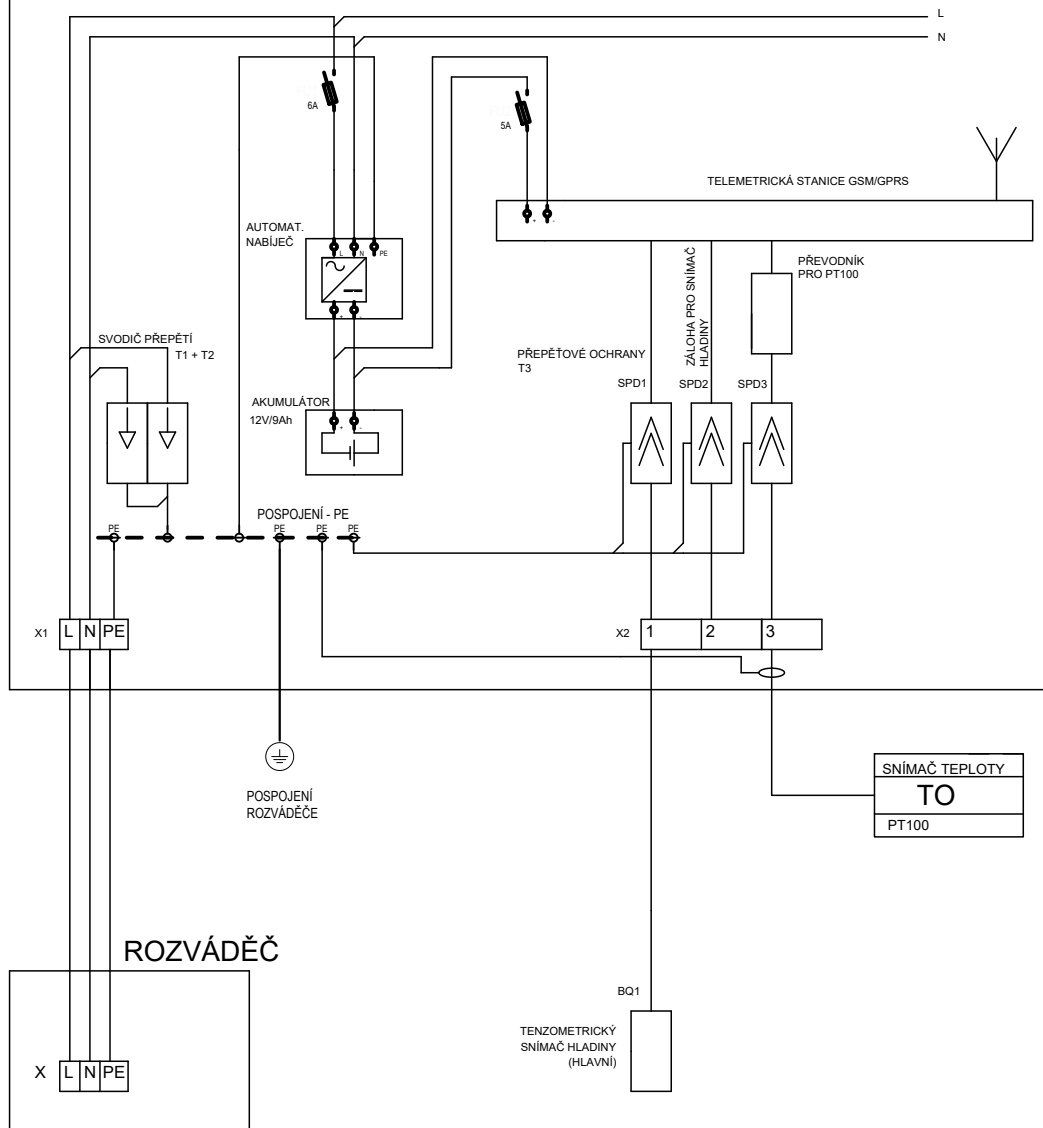 L
N
6A
5A
TELEMETRICKÁ STANICE GSM/GPRS
+ -
AUTOMAT.
NABÍJEČ
L N PE
+ -
ZÁLOHA PRO SNÍMAČ
HLADINY
PŘEVODNÍK
PRO PT100
SVODIČ PŘEPĚTÍ
T1 + T2
PŘEPĚŤOVÉ OCHRANY
T3
SPD1 SPD2 SPD3
AKUMULÁTOR
12V/9Ah
+ -
POSPOJENÍ - PE
PE PE PE PE
X1 L N PE
X2 1 2 3
POSPOJENÍ
ROZVÁDĚČE
SNÍMAČ TEPLOTY
TO
PT100
ROZVÁDĚČ
X L N PE
BQ1
TENZOMETRICKÝ
SNÍMAČ HLADINY
(HLAVNÍ)